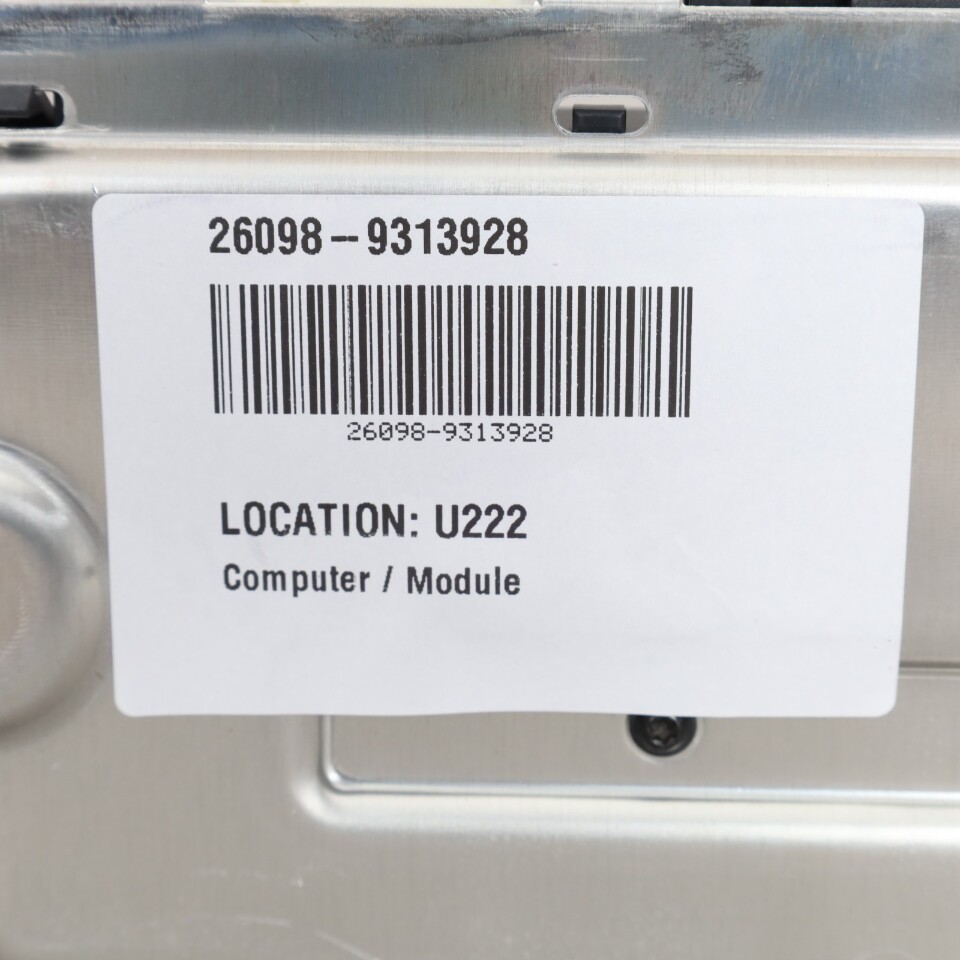 26098-9313928
26098-9313928
LOCATION: U222
Computer / Module